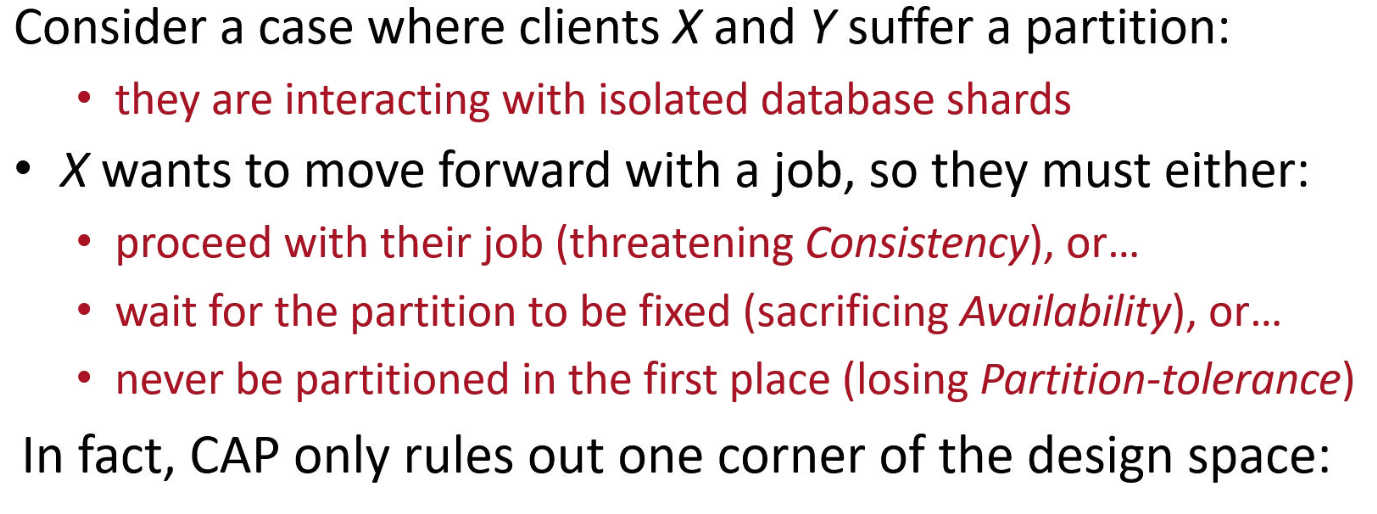 Consider a case where clients X and Y suffer a partition:
• they are interacting with isolated database shards
• X wants to move forward with a job, so they must either:
• proceed with their job (threatening Consistency), or…
• wait for the partition to be fixed (sacrificing Availability), or…
• never be partitioned in the first place (losing Partition-tolerance)
In fact, CAP only rules out one corner of the design space: